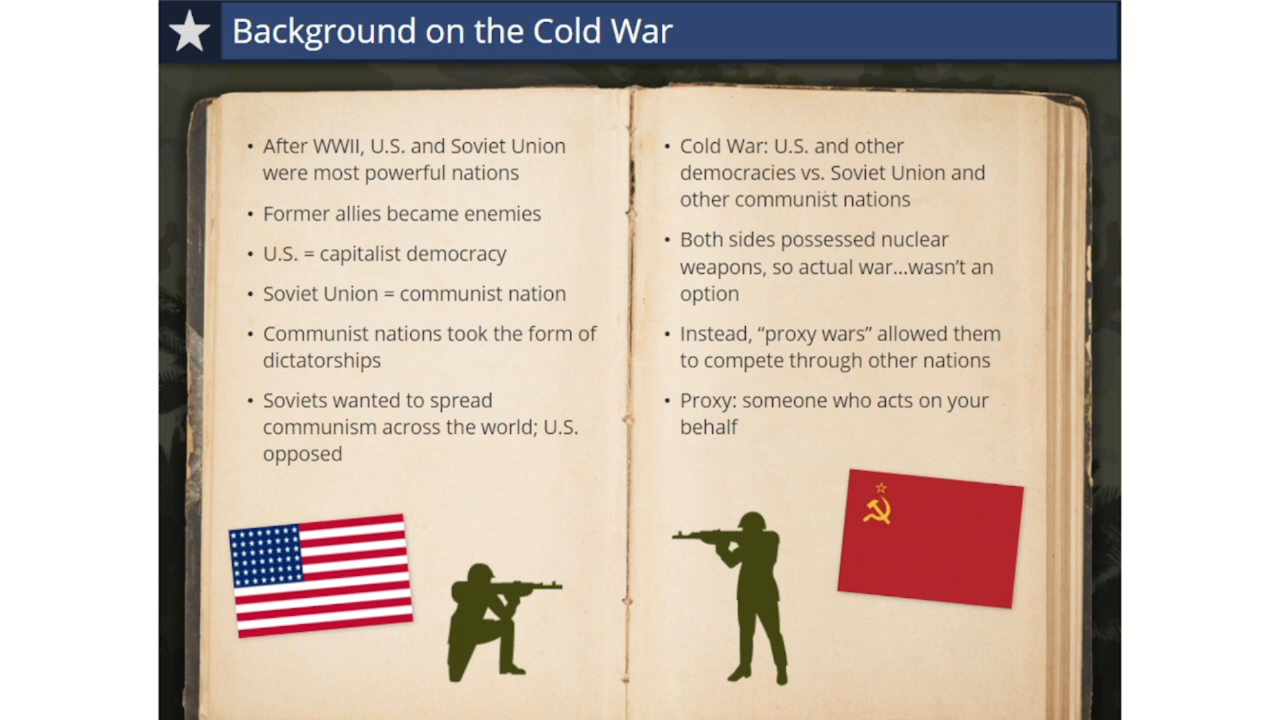 Background on the Cold War
• After WWII, U.S. and Soviet Union
were most powerful nations
• Former allies became enemies
• U.S. = capitalist democracy
• Soviet Union = communist nation
• Communist nations took the form of
dictatorships
• Soviets wanted to spread
communism across the world; U.S.
opposed
• Cold War: U.S. and other
democracies vs. Soviet Union and
other communist nations
• Both sides possessed nuclear
weapons, so actual war...wasn’t an
option
• Instead, “proxy wars” allowed them
to compete through other nations
• Proxy: someone who acts on your
behalf